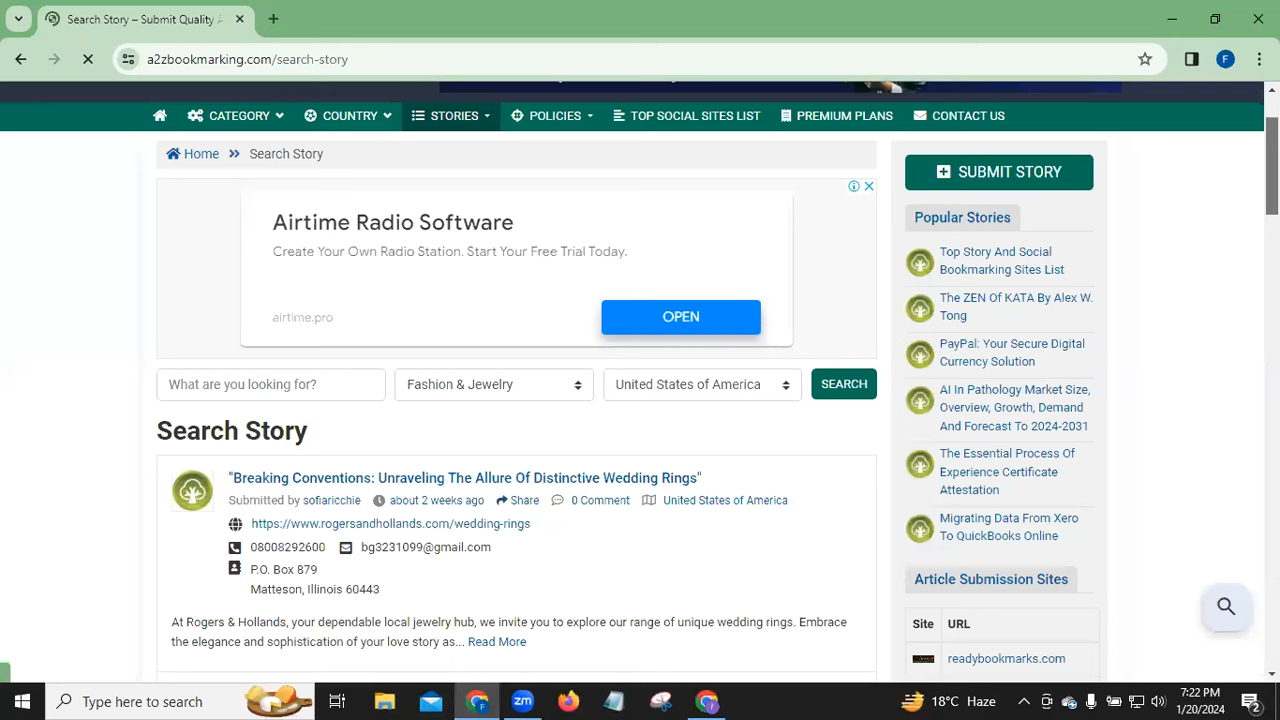 Search Story – Submit Quality
a2zbookmarking.com/search-story
F
CATEGORY
COUNTRY
STORIES
POLICIES
TOP SOCIAL SITES LIST
PREMIUM PLANS
CONTACT US
Home » Search Story
Airtime Radio Software
Create Your Own Radio Station. Start Your Free Trial Today.
airtime.pro
OPEN
What are you looking for?
Fashion & Jewelry
United States of America
SEARCH
Search Story
"Breaking Conventions: Unraveling The Allure Of Distinctive Wedding Rings"
Submitted by sofiaricchie about 2 weeks ago Share 0 Comment United States of America
https://www.rogersandhollands.com/wedding-rings
08008292600 bg3231099@gmail.com
P.O. Box 879
Matteson, Illinois 60443
At Rogers & Hollands, your dependable local jewelry hub, we invite you to explore our range of unique wedding rings. Embrace
the elegance and sophistication of your love story as... Read More
SUBMIT STORY
Popular Stories
Top Story And Social
Bookmarking Sites List
The ZEN Of KATA By Alex W.
Tong
PayPal: Your Secure Digital
Currency Solution
AI In Pathology Market Size,
Overview, Growth, Demand
And Forecast To 2024-2031
The Essential Process Of
Experience Certificate
Attestation
Migrating Data From Xero
To QuickBooks Online
Article Submission Sites
Site URL
readybookmarks.com
Type here to search
zm
18°C Haze
7:22 PM
1/20/2024
2